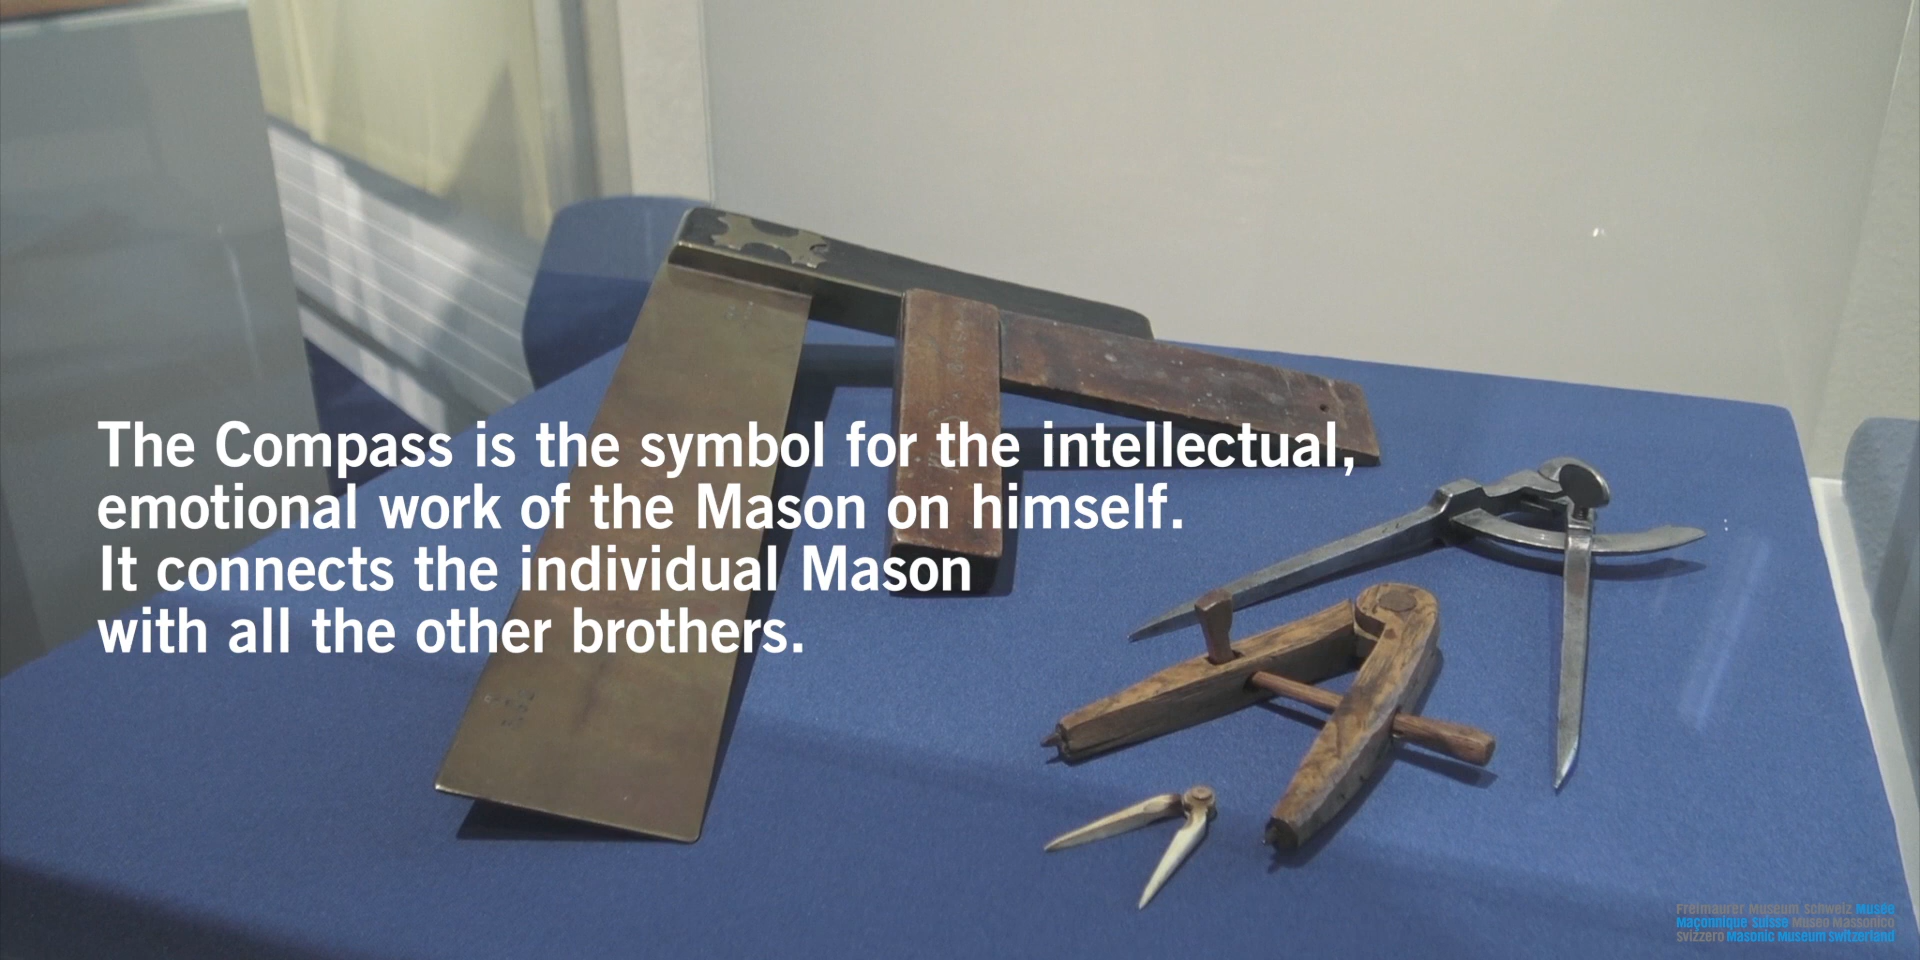 The Compass is the symbol for the intellectual,
emotional work of the Mason on himself.
It connects the individual Mason
with all the other brothers.
Freimaurer Museum Schweiz Musée
Maçonnique Suisse Museo Massonico
Svizzero Masonic Museum Switzerland